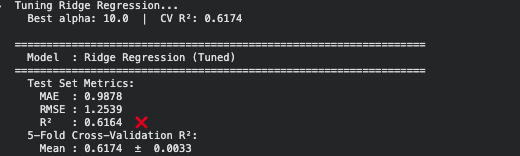 Tuning Ridge Regression...
Best alpha: 10.0 | CV R²: 0.6174
=================================================================
Model : Ridge Regression (Tuned)
=================================================================
Test Set Metrics:
MAE : 0.9878
RMSE : 1.2539
R² : 0.6164 ❌
5-Fold Cross-Validation R²:
Mean : 0.6174 ± 0.0033